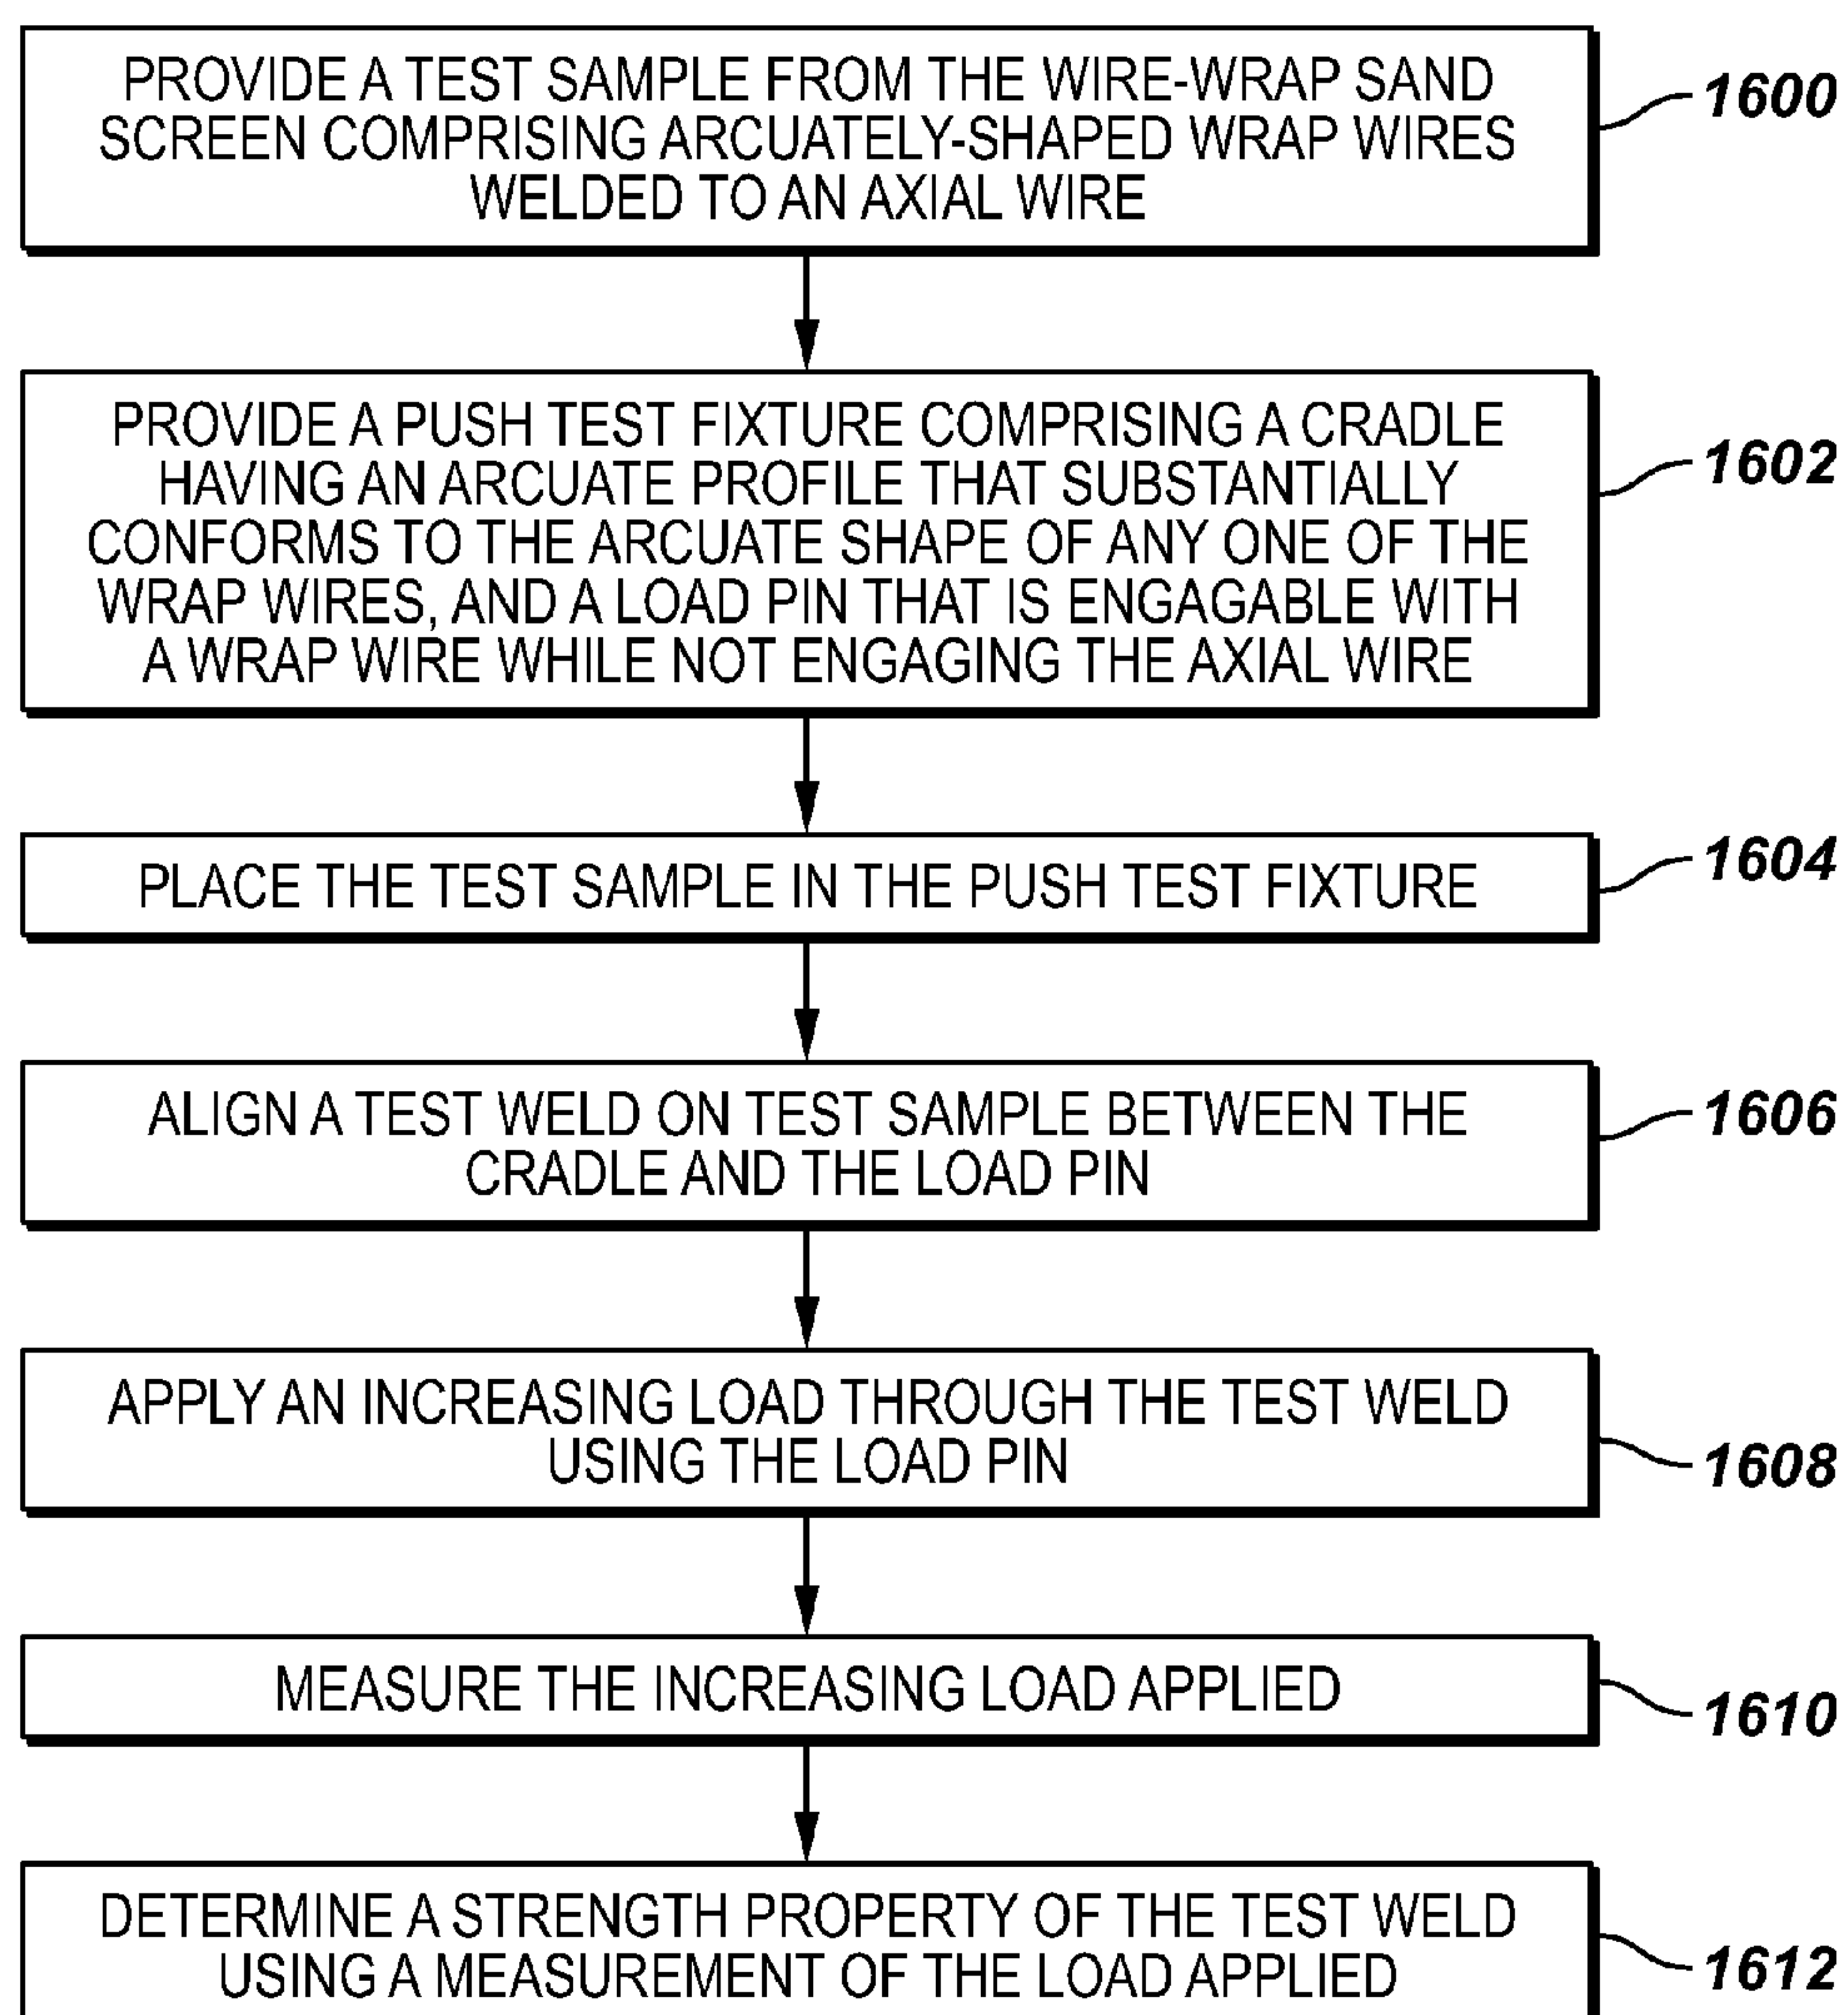 PROVIDE A TEST SAMPLE FROM THE WIRE-WRAP SAND
SCREEN COMPRISING ARCUATELY-SHAPED WRAP WIRES
WELDED TO AN AXIAL WIRE
1600
PROVIDE A PUSH TEST FIXTURE COMPRISING A CRADLE
HAVING AN ARCUATE PROFILE THAT SUBSTANTIALLY
CONFORMS TO THE ARCUATE SHAPE OF ANY ONE OF THE
WRAP WIRES, AND A LOAD PIN THAT IS ENGAGABLE WITH
A WRAP WIRE WHILE NOT ENGAGING THE AXIAL WIRE
1602
PLACE THE TEST SAMPLE IN THE PUSH TEST FIXTURE
1604
ALIGN A TEST WELD ON TEST SAMPLE BETWEEN THE
CRADLE AND THE LOAD PIN
1606
APPLY AN INCREASING LOAD THROUGH THE TEST WELD
USING THE LOAD PIN
1608
MEASURE THE INCREASING LOAD APPLIED
1610
DETERMINE A STRENGTH PROPERTY OF THE TEST WELD
USING A MEASUREMENT OF THE LOAD APPLIED
1612